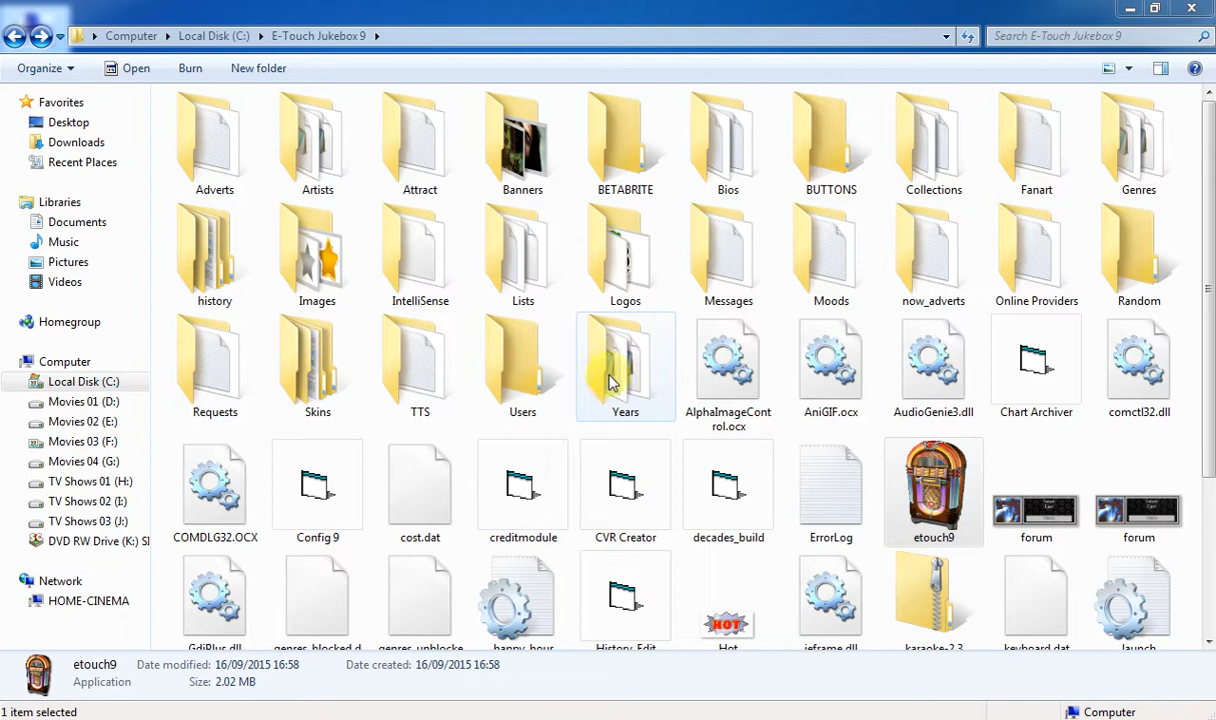 Computer Local Disk (C:) E-Touch Jukebox 9 Search E-Touch Jukebox 9
Organize Open Burn New folder
Favorites
Desktop
Downloads
Recent Places
Libraries
Documents
Music
Pictures
Videos
Homegroup
Computer
Local Disk (C:)
Movies 01 (D:)
Movies 02 (E:)
Movies 03 (F:)
Movies 04 (G:)
TV Shows 01 (H:)
TV Shows 02 (I:)
TV Shows 03 (J:)
DVD RW Drive (K:) SI
Network
HOME-CINEMA
Adverts Artists Attract Banners BETABRITE Bios BUTTONS Collections Fanart Genres
history Images IntelliSense Lists Logos Messages Moods now_adverts Online Providers Random
Requests Skins TTS Users Years AlphaImageCont AniGIF.ocx AudioGenie3.dll Chart Archiver comctl32.dll
rol.ocx
COMDLG32.OCX Config 9 cost.dat creditmodule CVR Creator decades_build ErrorLog etouch9 forum forum
HOT
GdiPlus.dll genres_blocked.d genres_unblocke happy_hour History_Edit Hot ieframe.dll karaoke-2.3 keyboard.dat launch
etouch9 Date modified: 16/09/2015 16:58 Date created: 16/09/2015 16:58
Application Size: 2.02 MB
1 item selected Computer